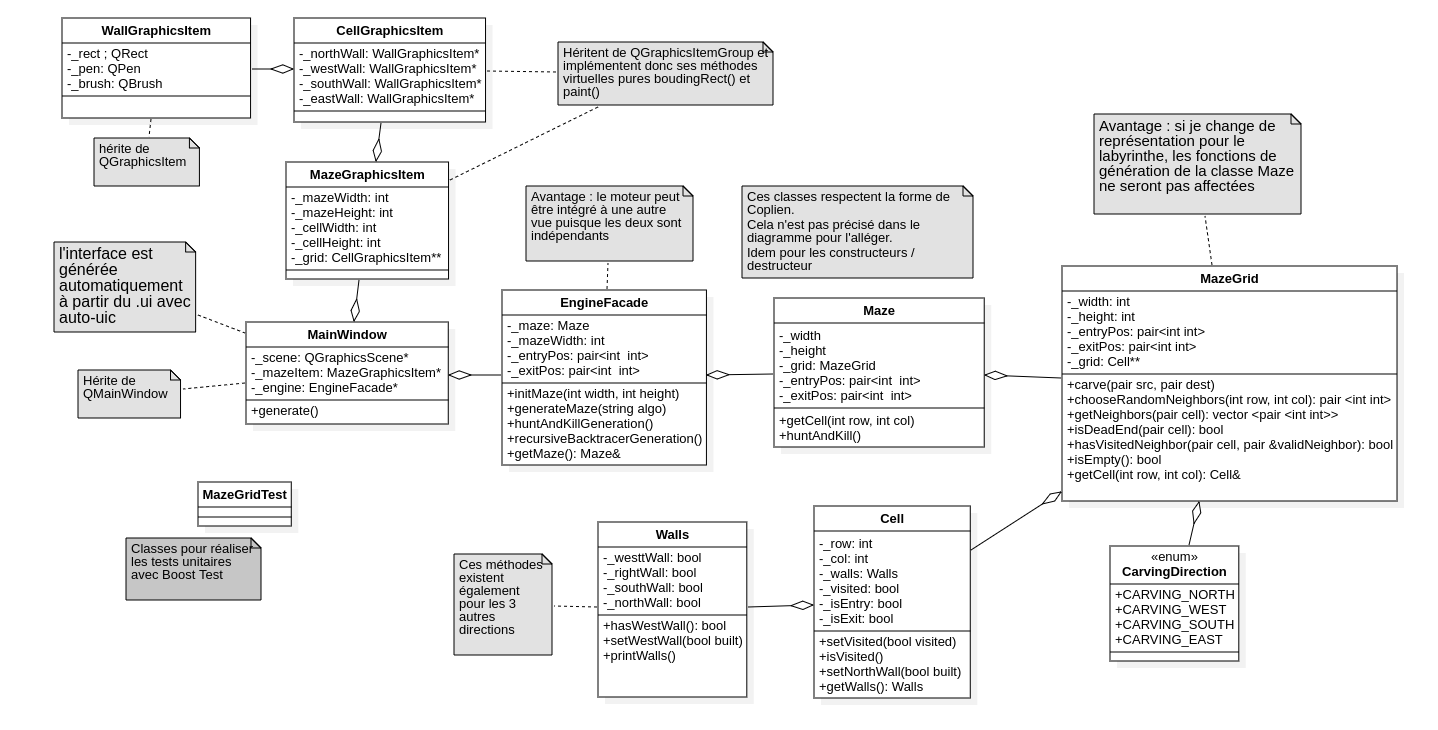 WallGraphicsItem
-_rect ; QRect
-_pen: QPen
-_brush: QBrush
CellGraphicsItem
-_northWall: WallGraphicsItem*
-_westWall: WallGraphicsItem*
-_southWall: WallGraphicsItem*
-_eastWall: WallGraphicsItem*
Héritent de QGraphicsItemGroup et
implémentent donc ses méthodes
virtuelles pures boudingRect() et
paint()
hérite de
QGraphicsItem
MazeGraphicsItem
-_mazeWidth: int
-_mazeHeight: int
-_cellWidth: int
-_cellHeight: int
-_grid: CellGraphicsItem**
Avantage : le moteur peut
être intégré à une autre
vue puisque les deux sont
indépendants
Ces classes respectent la forme de
Coplien.
Cela n'est pas précisé dans le
diagramme pour l'alléger.
Idem pour les constructeurs /
destructeur
Avantage : si je change de
représentation pour le
labyrinthe, les fonctions de
génération de la classe Maze
ne seront pas affectées
l'interface est
générée
automatiquement
à partir du .ui avec
auto-uic
Hérite de
QMainWindow
MainWindow
-_scene: QGraphicsScene*
-_mazeItem: MazeGraphicsItem*
-_engine: EngineFacade*
+generate()
EngineFacade
-_maze: Maze
-_mazeWidth: int
-_entryPos: pair<int  int>
-_exitPos: pair<int  int>
+initMaze(int width, int height)
+generateMaze(string algo)
+huntAndKillGeneration()
+recursiveBacktracerGeneration()
+getMaze(): Maze&
Maze
-_width
-_height
-_grid: MazeGrid
-_entryPos: pair<int  int>
-_exitPos: pair<int  int>
+getCell(int row, int col)
+huntAndKill()
MazeGrid
-_width: int
-_height: int
-_entryPos: pair<int int>
-_exitPos: pair<int int>
-_grid: Cell**
+carve(pair src, pair dest)
+chooseRandomNeighbors(int row, int col): pair <int int>
+getNeighbors(pair cell): vector <pair <int int>>
+isDeadEnd(pair cell): bool
+hasVisitedNeighbor(pair cell, pair &validNeighbor): bool
+isEmpty(): bool
+getCell(int row, int col): Cell&
MazeGridTest
Classes pour réaliser
les tests unitaires
avec Boost Test
Ces méthodes
existent
également
pour les 3
autres
directions
Walls
-_westtWall: bool
-_rightWall: bool
-_southWall: bool
-_northWall: bool
+hasWestWall(): bool
+setWestWall(bool built)
+printWalls()
Cell
-_row: int
-_col: int
-_walls: Walls
-_visited: bool
-_isEntry: bool
-_isExit: bool
+setVisited(bool visited)
+isVisited()
+setNorthWall(bool built)
+getWalls(): Walls
«enum»
CarvingDirection
+CARVING_NORTH
+CARVING_WEST
+CARVING_SOUTH
+CARVING_EAST